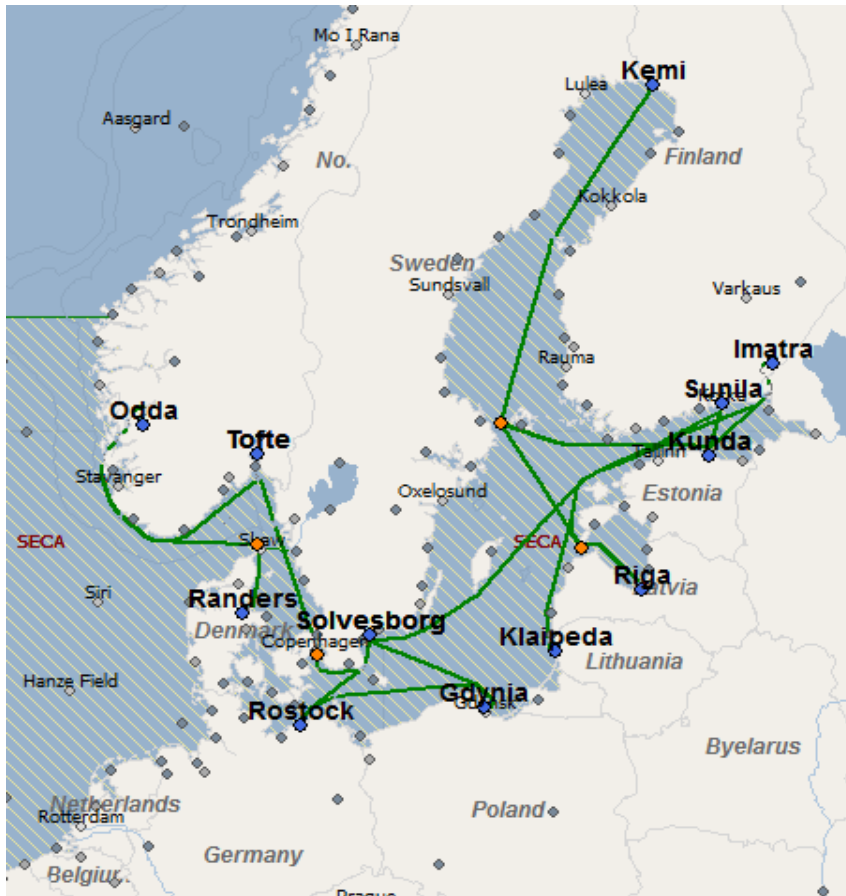 Mo I Rana
Kemi
Lulea
Aasgard
No.
Finland
Kokkola
Trondheim
Sweden
Sundsvall
Varkaus
Imatra
Rauma
Sunila
Odda
Tofte
Kunda
Tallinn
Stavanger
Oxelosund
Estonia
SECA
Skaw
SECA
Riga
Siri
Randers
Solvesborg
Denmark
Copenhagen
Klaipeda
Lithuania
Hanze Field
Gdynia
Rostock
Byelarus
Netherlands
Rotterdam
Poland
Germany
Belgiur..